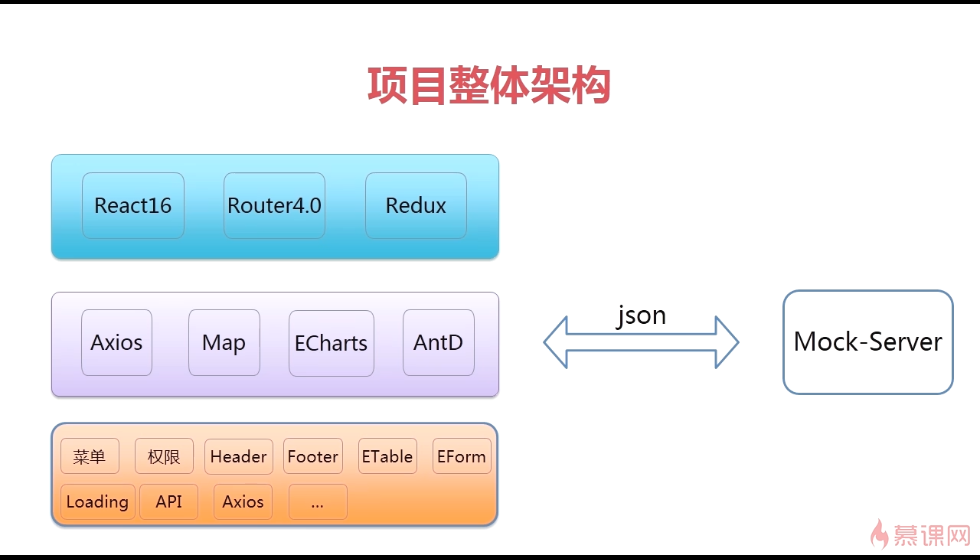 项目整体架构
React16 Router4.0 Redux
json
Axios Map ECharts AntD
Mock-Server
菜单 权限 Header Footer ETable EForm
Loading API Axios ...
慕课网